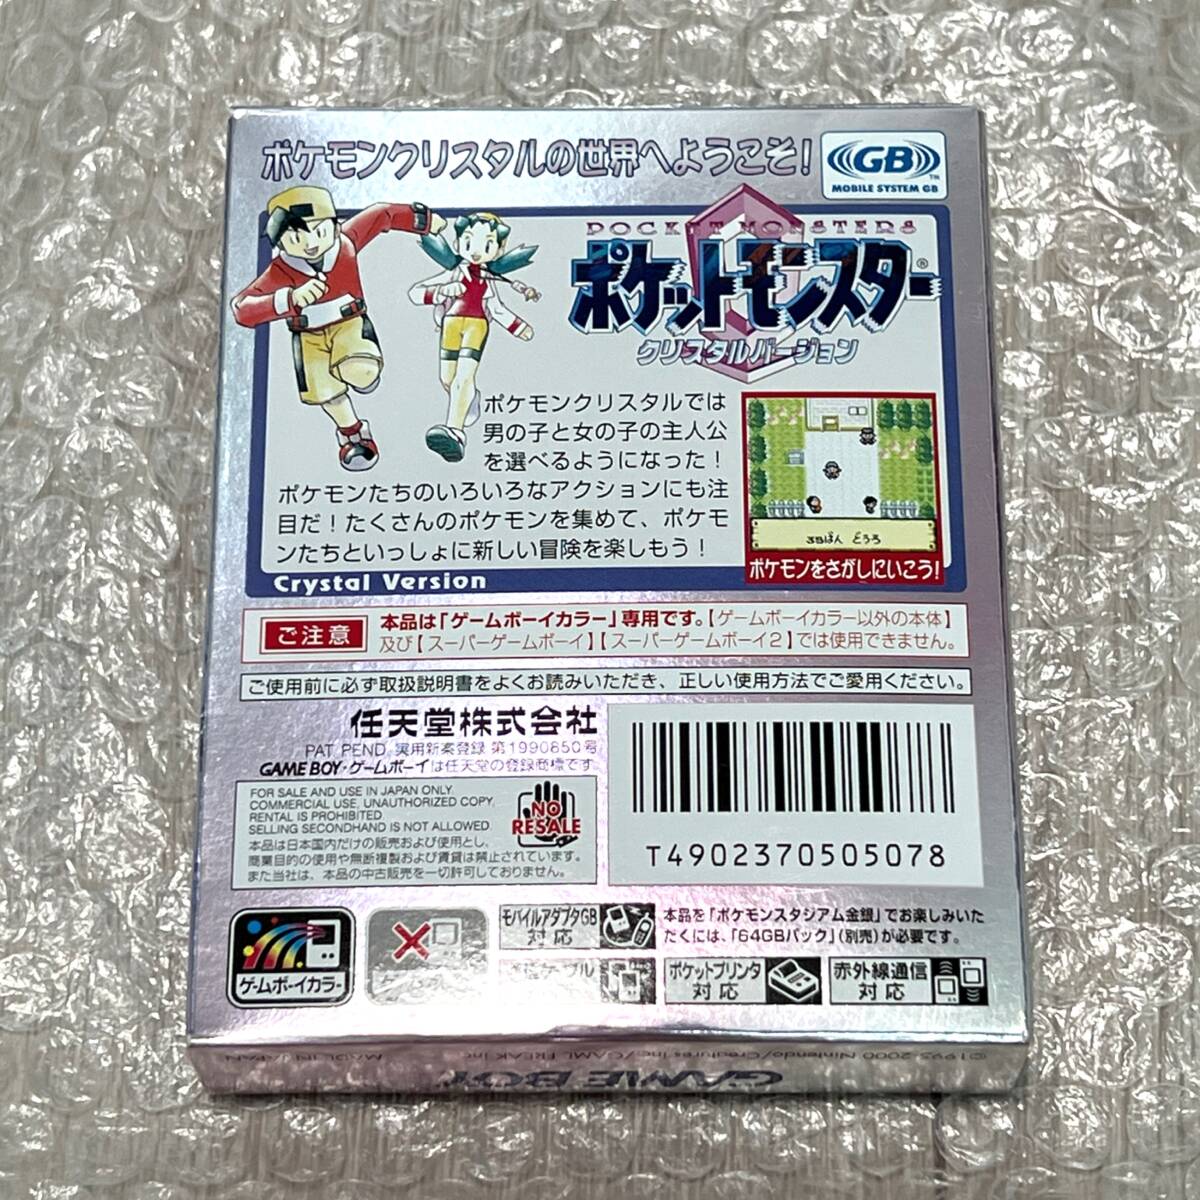 ポケモンクリスタルの世界へようこそ!
GB
TM
MOBILE SYSTEM GB
POCKET MONSTERS
ポケットモンスター®
クリスタルバージョン
ポケモンクリスタルでは
男の子と女の子の主人公
を選べるようになった!
ポケモンたちのいろいろなアクションにも注
目だ!たくさんのポケモンを集めて、ポケモ
ンたちといっしょに新しい冒険を楽しもう!
どうろ
ポケモンをさがしにいこう!
Crystal Version
ご注意
本品は「ゲームボーイカラー」専用です。【ゲームボーイカラー以外の本体】
及び【スーパーゲームボーイ】【スーパーゲームボーイ2】では使用できません。
ご使用前に必ず取扱説明書をよくお読みいただき、正しい使用方法でご愛用ください。
任天堂株式会社
PAT. PEND. 実用新案登録 第1990850号
GAME BOY・ゲームボーイは任天堂の登録商標です。
FOR SALE AND USE IN JAPAN ONLY.
COMMERCIAL USE, UNAUTHORIZED COPY,
RENTAL IS PROHIBITED.
SELLING SECONDHAND IS NOT ALLOWED.
本品は日本国内だけの販売および使用とし、
商業目的の使用や無断複製および賃貸は禁止されています。
また当社は、本品の中古販売を一切許可しておりません。
NO
RESALE
T4902370505078
ゲームボーイカラー
モバイルアダプタGB
対応
本品を「ポケモンスタジアム金銀」でお楽しみいた
だくには、「64GBパック」(別売)が必要です。
通信ケーブル
ポケットプリンタ
対応
赤外線通信
対応
©1995-2000 Nintendo/Creatures inc./GAME FREAK inc.
MADE IN JAPAN
GAME BOY